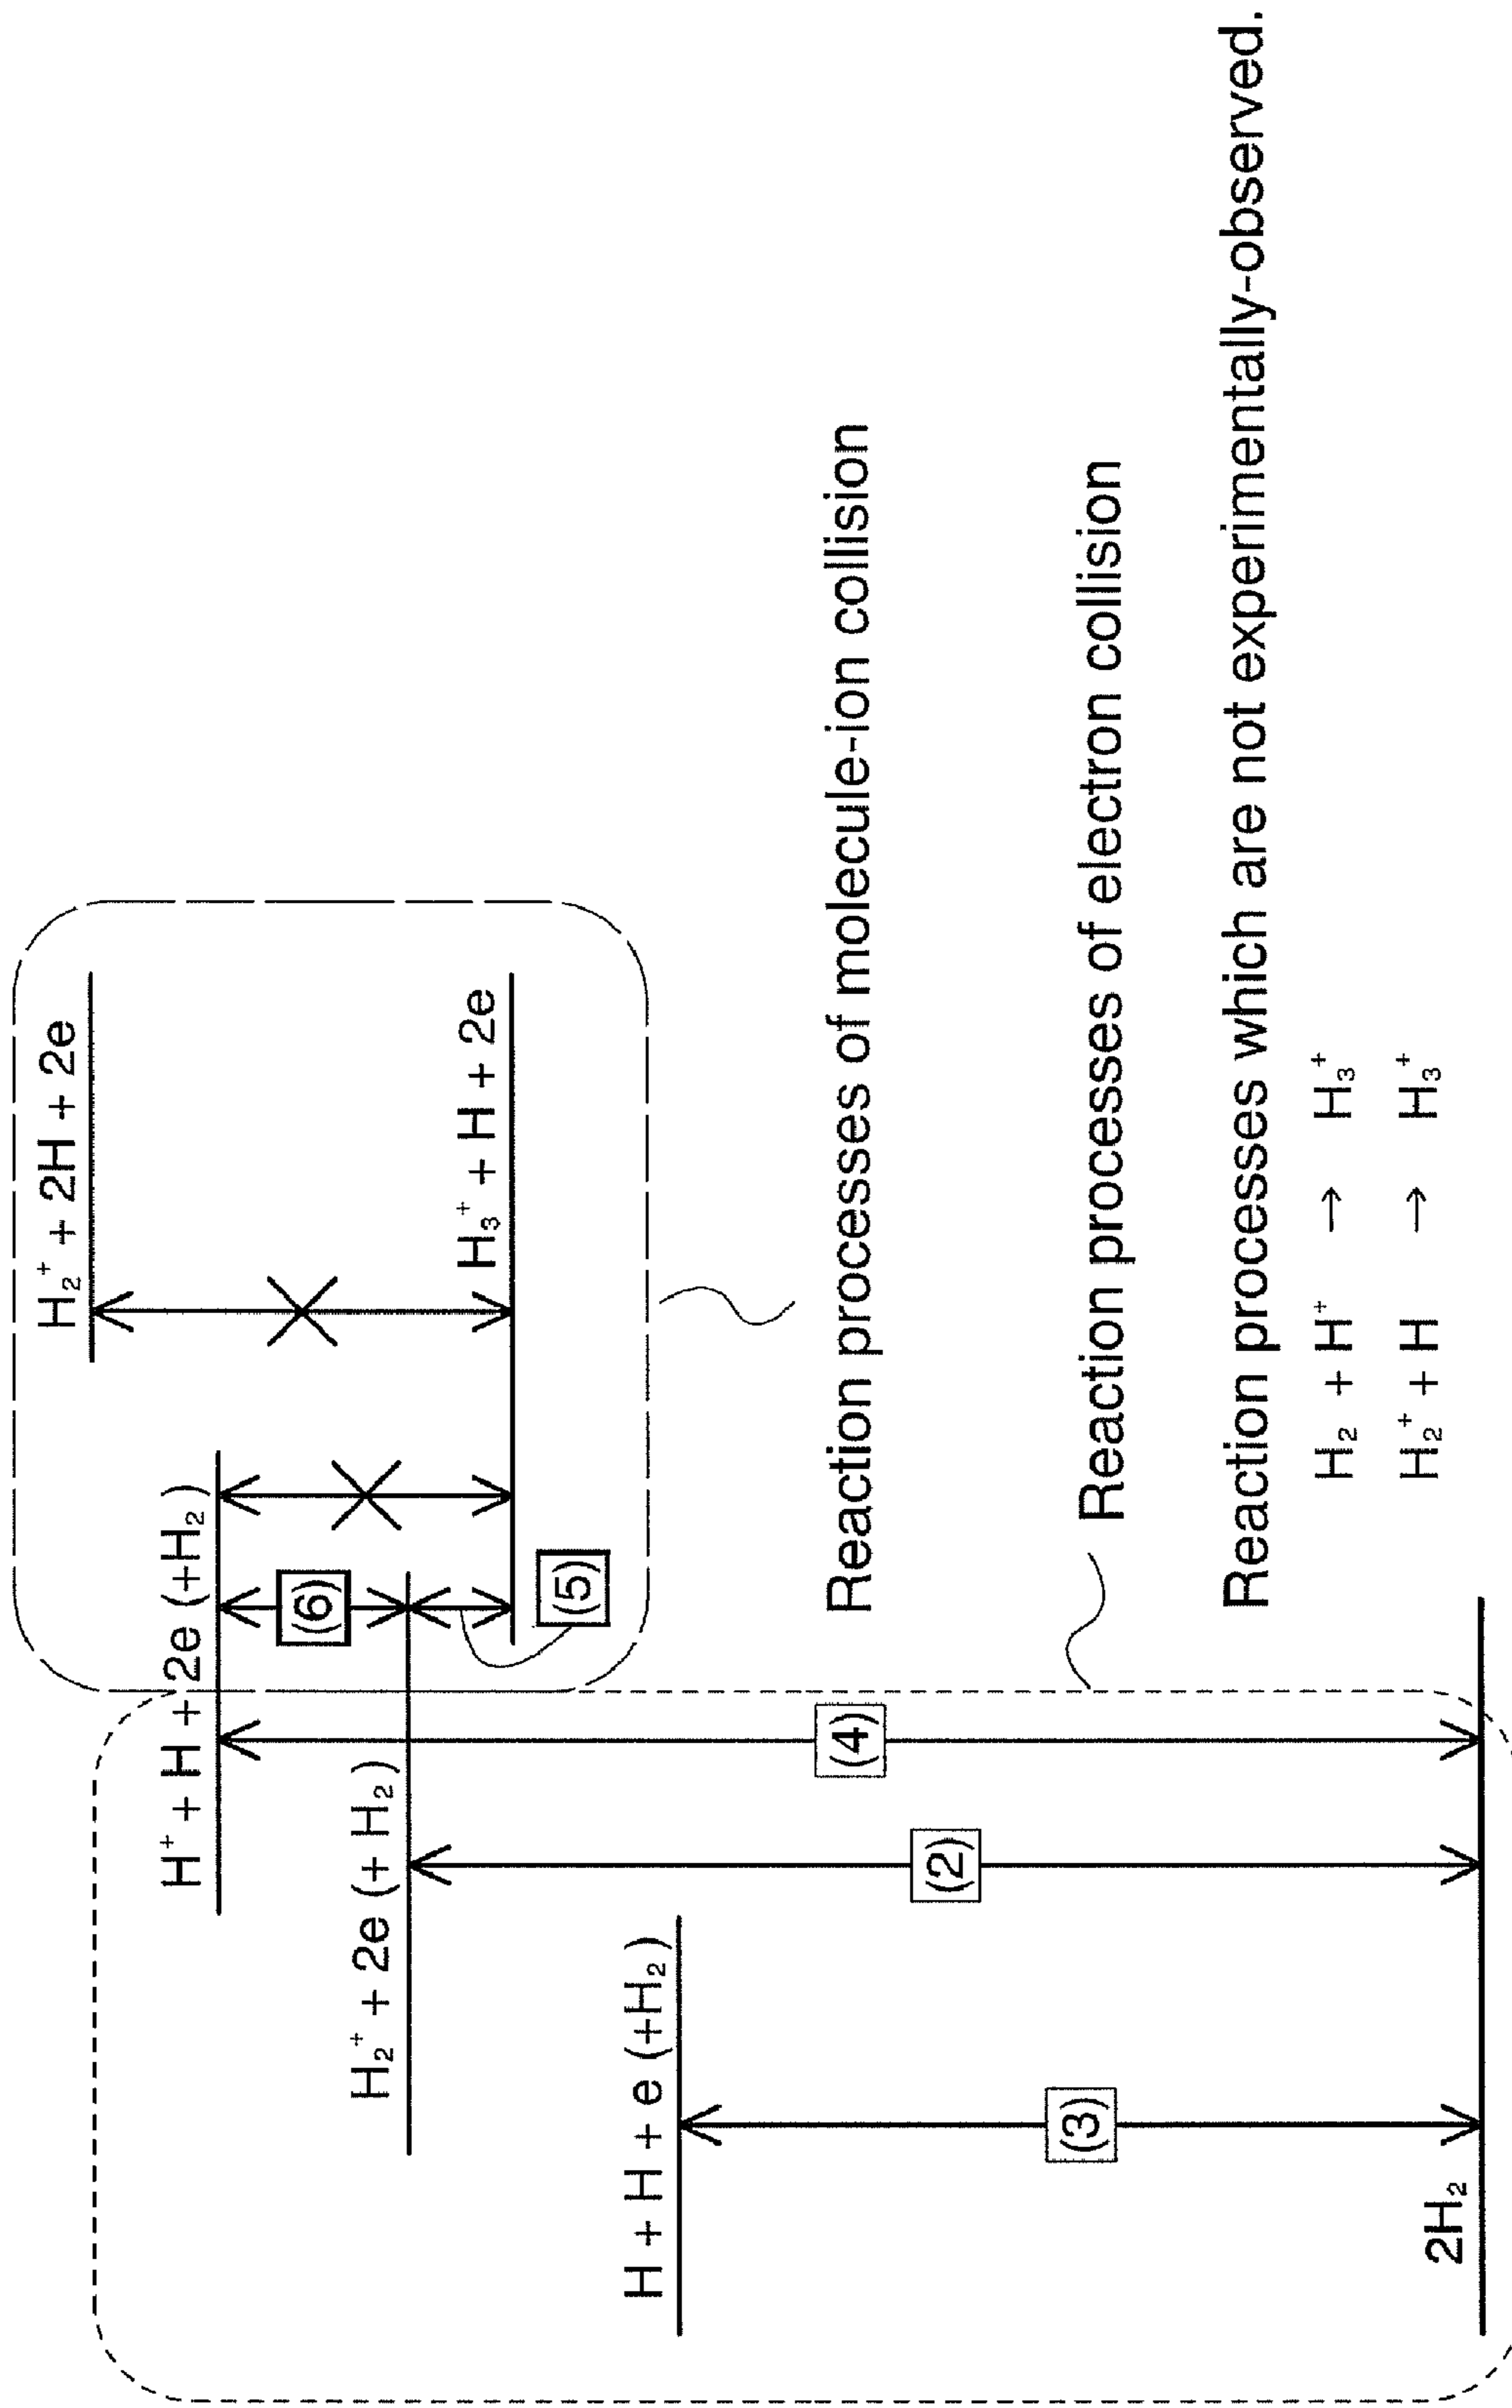 H₂⁺ + 2H + 2e
H⁺ + H + 2e (+H₂)
(6)
H₂⁺ + 2e (+ H₂)
H₃⁺ + H + 2e
(5)
H + H + e (+H₂)
(4)
(2)
(3)
2H₂
Reaction processes of molecule-ion collision
Reaction processes of electron collision
Reaction processes which are not experimentally-observed.
H₂ + H⁺ → H₃⁺
H₂⁺ + H → H₃⁺